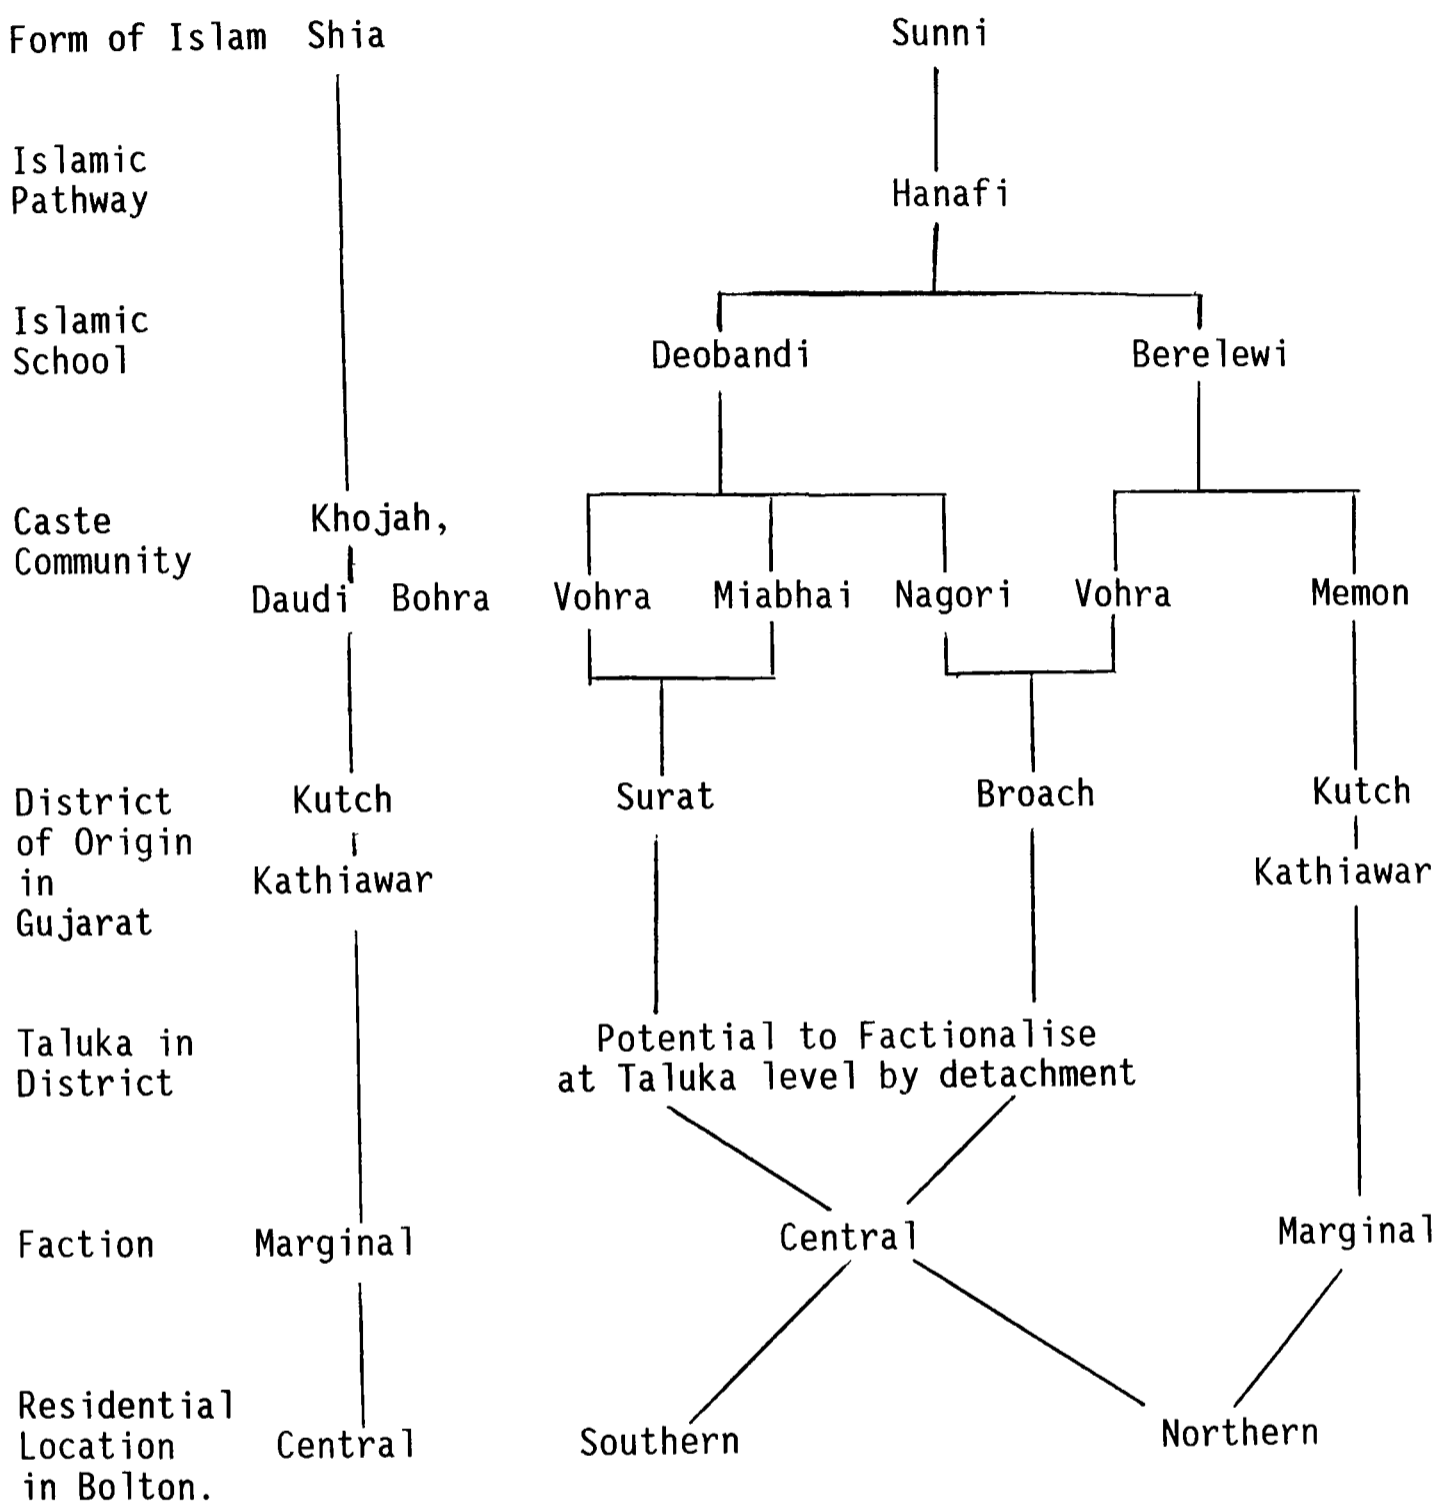 Form of Islam Shia Sunni
Islamic
Pathway
Hanafi
Islamic
School
Deobandi Berelewi
Caste
Community
Khojah,
Daudi Bohra Vohra Miabhai Nagori Vohra Memon
District
of Origin
in
Gujarat
Kutch Surat Broach Kutch
Kathiawar Kathiawar
Taluka in
District
Potential to Factionalise
at Taluka level by detachment
Faction Marginal Central Marginal
Residential
Location
in Bolton.
Central Southern Northern